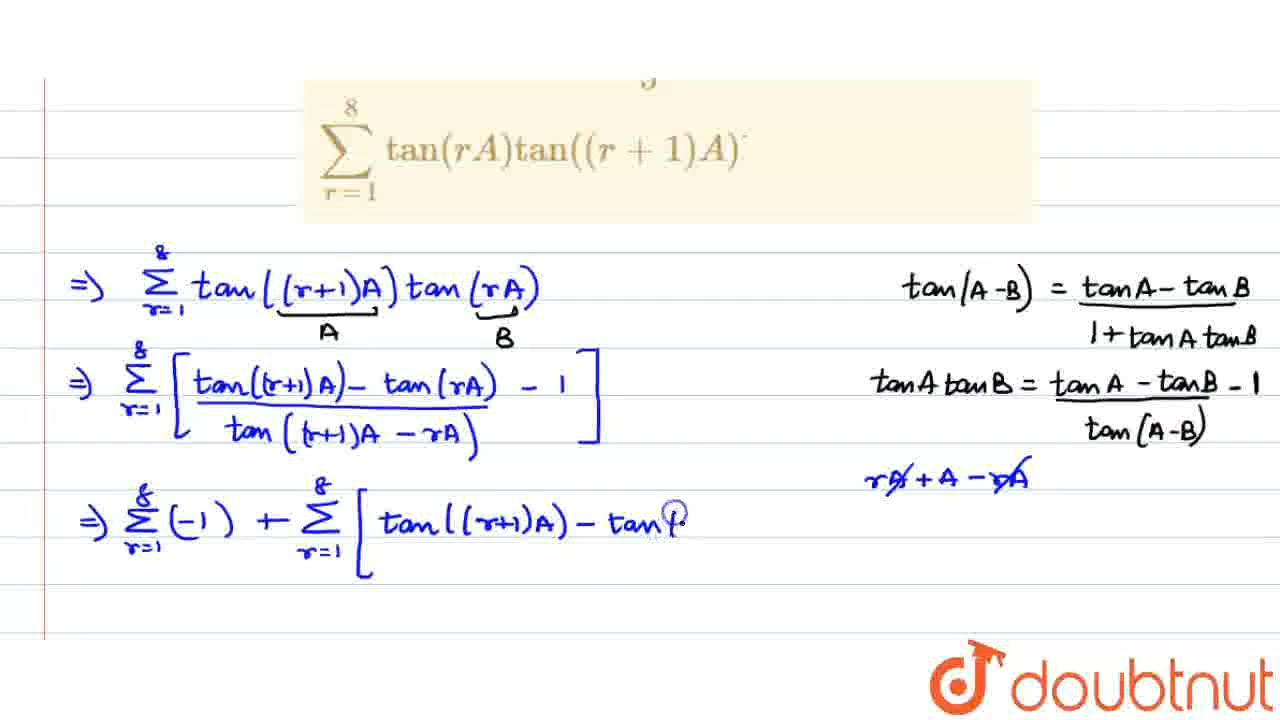 8
∑ tan(rA)tan((r + 1)A)
r = 1
=> 8∑r=1 tan((r+1)A) tan(rA)
A B
tan(A-B) = (tanA - tanB)/(1 + tanA tanB)
=> 8∑r=1 [ (tan((r+1)A) - tan(rA))/(tan((r+1)A - rA)) - 1 ]
tanA tanB = (tanA - tanB)/(tan(A-B)) - 1
rA + A - rA
=> 8∑r=1 (-1) + 8∑r=1 [ tan((r+1)A) - tan
doubtnut